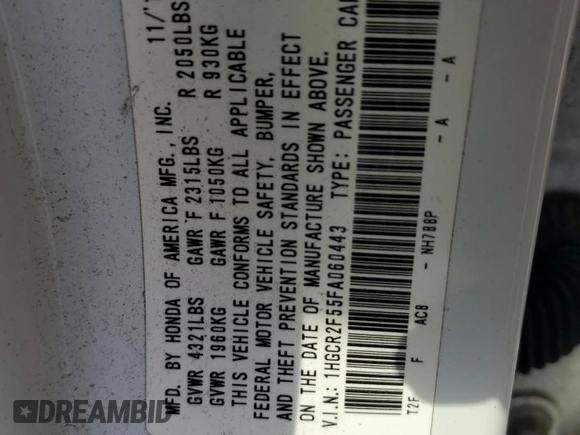 MFD. BY HONDA OF AMERICA MFG., INC. 11/'1
GVWR 4321LBS GAWR F 2315LBS R 2050LBS
GVWR 1960KG GAWR F 1050KG R 930KG
THIS VEHICLE CONFORMS TO ALL APPLICABLE
FEDERAL MOTOR VEHICLE SAFETY, BUMPER,
AND THEFT PREVENTION STANDARDS IN EFFECT
ON THE DATE OF MANUFACTURE SHOWN ABOVE.
V.I.N.: 1HGCR2F55FA060443 TYPE: PASSENGER CAR
T2F F AC8 - NH788P - A - A
AUTOBIDCAR